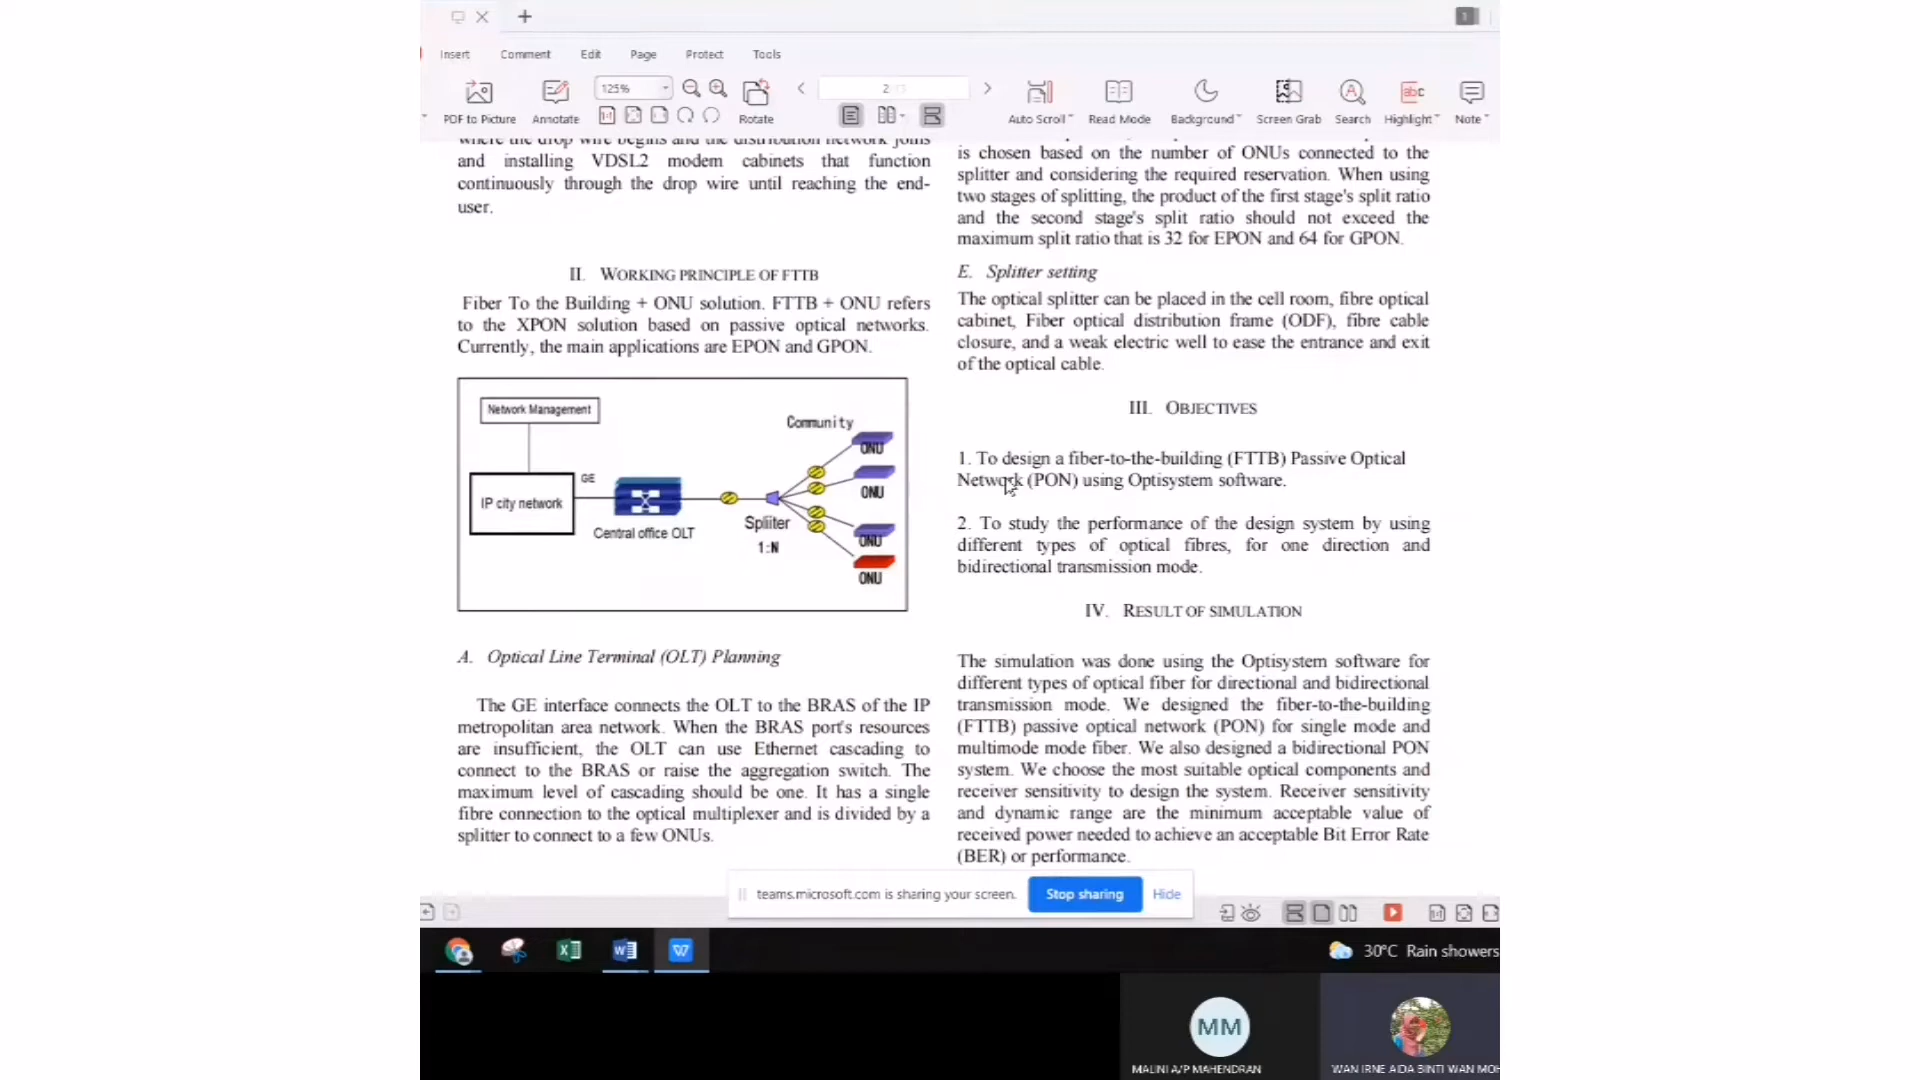 1
Insert Comment Edit Page Protect Tools
125%
2
PDF to Picture Annotate Rotate Auto Scroll Read Mode Background Screen Grab Search Highlight Note
where the drop wire begins and the distribution network joins
and installing VDSL2 modem cabinets that function
continuously through the drop wire until reaching the end-
user.
II. WORKING PRINCIPLE OF FTTB
Fiber To the Building + ONU solution. FTTB + ONU refers
to the XPON solution based on passive optical networks.
Currently, the main applications are EPON and GPON.
Network Management
IP city network
GE
Central office OLT
Spliiter
1:N
Community
ONU
ONU
ONU
ONU
A. Optical Line Terminal (OLT) Planning
The GE interface connects the OLT to the BRAS of the IP
metropolitan area network. When the BRAS port's resources
are insufficient, the OLT can use Ethernet cascading to
connect to the BRAS or raise the aggregation switch. The
maximum level of cascading should be one. It has a single
fibre connection to the optical multiplexer and is divided by a
splitter to connect to a few ONUs.
is chosen based on the number of ONUs connected to the
splitter and considering the required reservation. When using
two stages of splitting, the product of the first stage's split ratio
and the second stage's split ratio should not exceed the
maximum split ratio that is 32 for EPON and 64 for GPON.
E. Splitter setting
The optical splitter can be placed in the cell room, fibre optical
cabinet, Fiber optical distribution frame (ODF), fibre cable
closure, and a weak electric well to ease the entrance and exit
of the optical cable.
III. OBJECTIVES
1. To design a fiber-to-the-building (FTTB) Passive Optical
Network (PON) using Optisystem software.
2. To study the performance of the design system by using
different types of optical fibres, for one direction and
bidirectional transmission mode.
IV. RESULT OF SIMULATION
The simulation was done using the Optisystem software for
different types of optical fiber for directional and bidirectional
transmission mode. We designed the fiber-to-the-building
(FTTB) passive optical network (PON) for single mode and
multimode mode fiber. We also designed a bidirectional PON
system. We choose the most suitable optical components and
receiver sensitivity to design the system. Receiver sensitivity
and dynamic range are the minimum acceptable value of
received power needed to achieve an acceptable Bit Error Rate
(BER) or performance.
teams.microsoft.com is sharing your screen. Stop sharing Hide
30°C Rain showers
MM
MALINI A/P MAHENDRAN
WAN IRNE AIDA BINTI WAN MOH